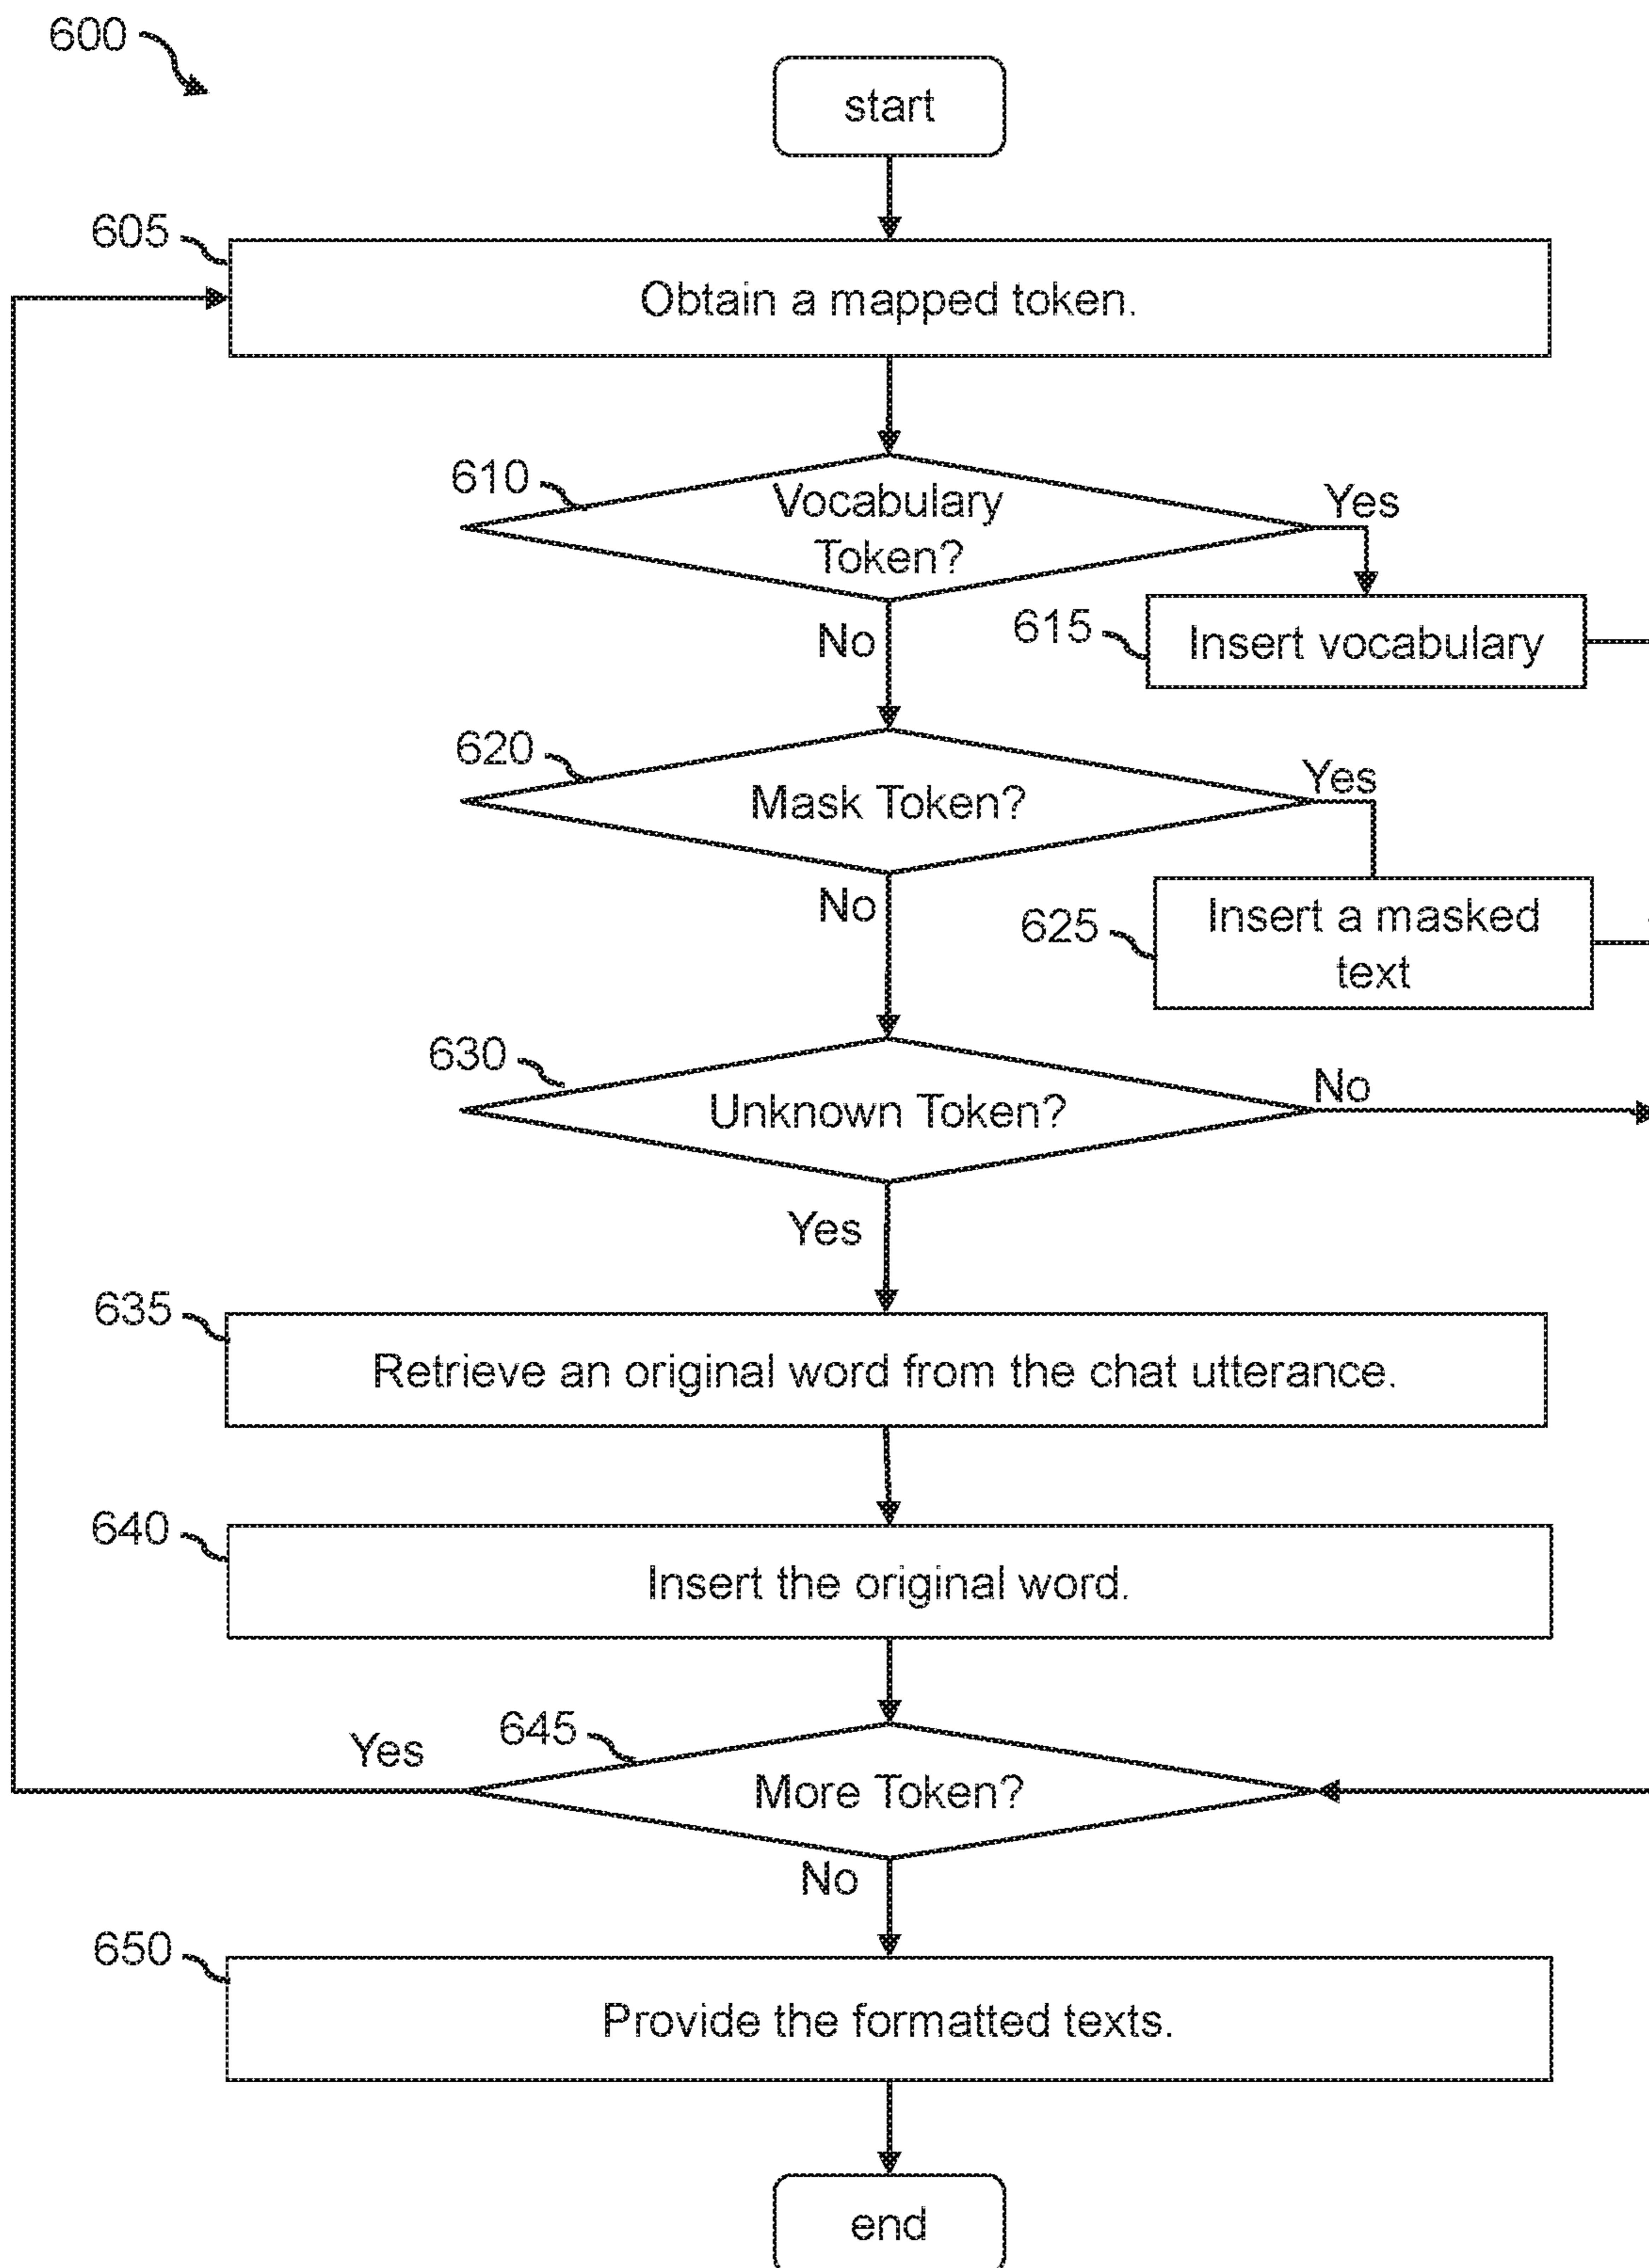 600
start
605
Obtain a mapped token.
610
Vocabulary
Token?
Yes
No
615
Insert vocabulary
620
Mask Token?
Yes
No
625
Insert a masked
text
630
Unknown Token?
No
Yes
635
Retrieve an original word from the chat utterance.
640
Insert the original word.
645
Yes
More Token?
No
650
Provide the formatted texts.
end